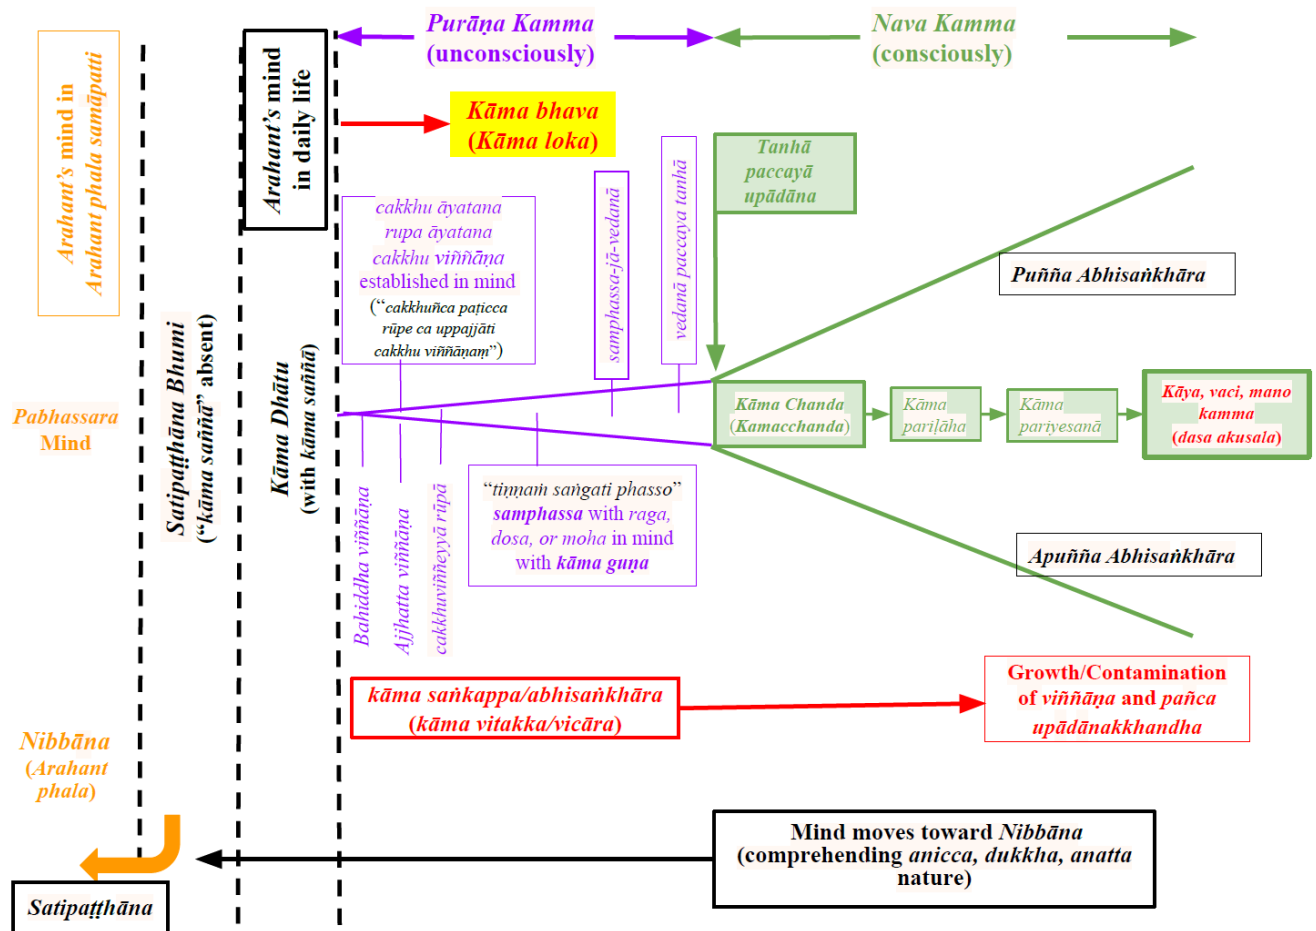 Purāṇa Kamma
(unconsciously)
Nava Kamma
(consciously)
Arahant's mind in
Arahant phala samāpatti
Arahant's mind
in daily life
Kāma bhava
(Kāma loka)
Tanhā
paccayā
upādāna
cakkhu āyatana
rupa āyatana
cakkhu viññāṇa
established in mind
(“cakkhuñca paṭicca
rūpe ca uppajjāti
cakkhu viññāṇaṃ”)
samphassa-jā-vedanā
vedanā paccaya tanhā
Puñña Abhisaṅkhāra
Satipaṭṭhāna Bhumi
(“kāma saññā” absent)
Kāma Dhātu
(with kāma saññā)
Pabhassara
Mind
Kāma Chanda
(Kamacchanda)
Kāma
pariḷāha
Kāma
pariyesanā
Kāya, vaci, mano
kamma
(dasa akusala)
Bahiddha viññāṇa
Ajjhatta viññāṇa
cakkhuviññeyyā rūpā
“tiṇṇaṁ saṅgati phasso”
samphassa with raga,
dosa, or moha in mind
with kāma guṇa
Apuñña Abhisaṅkhāra
kāma saṅkappa/abhisaṅkhāra
(kāma vitakka/vicāra)
Growth/Contamination
of viññāṇa and pañca
upādānakkhandha
Nibbāna
(Arahant
phala)
Mind moves toward Nibbāna
(comprehending anicca, dukkha, anatta
nature)
Satipaṭṭhāna